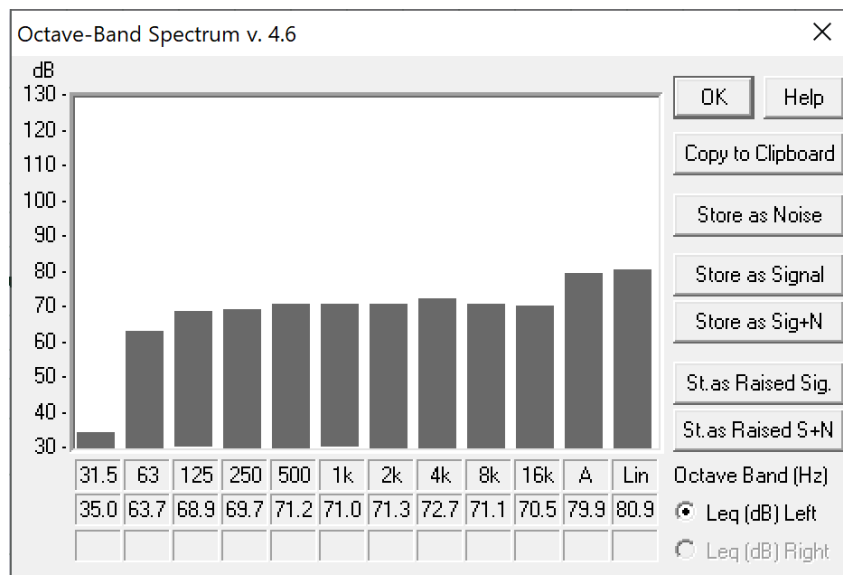 Octave-Band Spectrum v. 4.6
dB
130
120
110
100
90
80
70
60
50
40
30
OK Help
Copy to Clipboard
Store as Noise
Store as Signal
Store as Sig+N
St.as Raised Sig.
St.as Raised S+N
31.5 63 125 250 500 1k 2k 4k 8k 16k A Lin Octave Band (Hz)
35.0 63.7 68.9 69.7 71.2 71.0 71.3 72.7 71.1 70.5 79.9 80.9 Leq (dB) Left
Leq (dB) Right